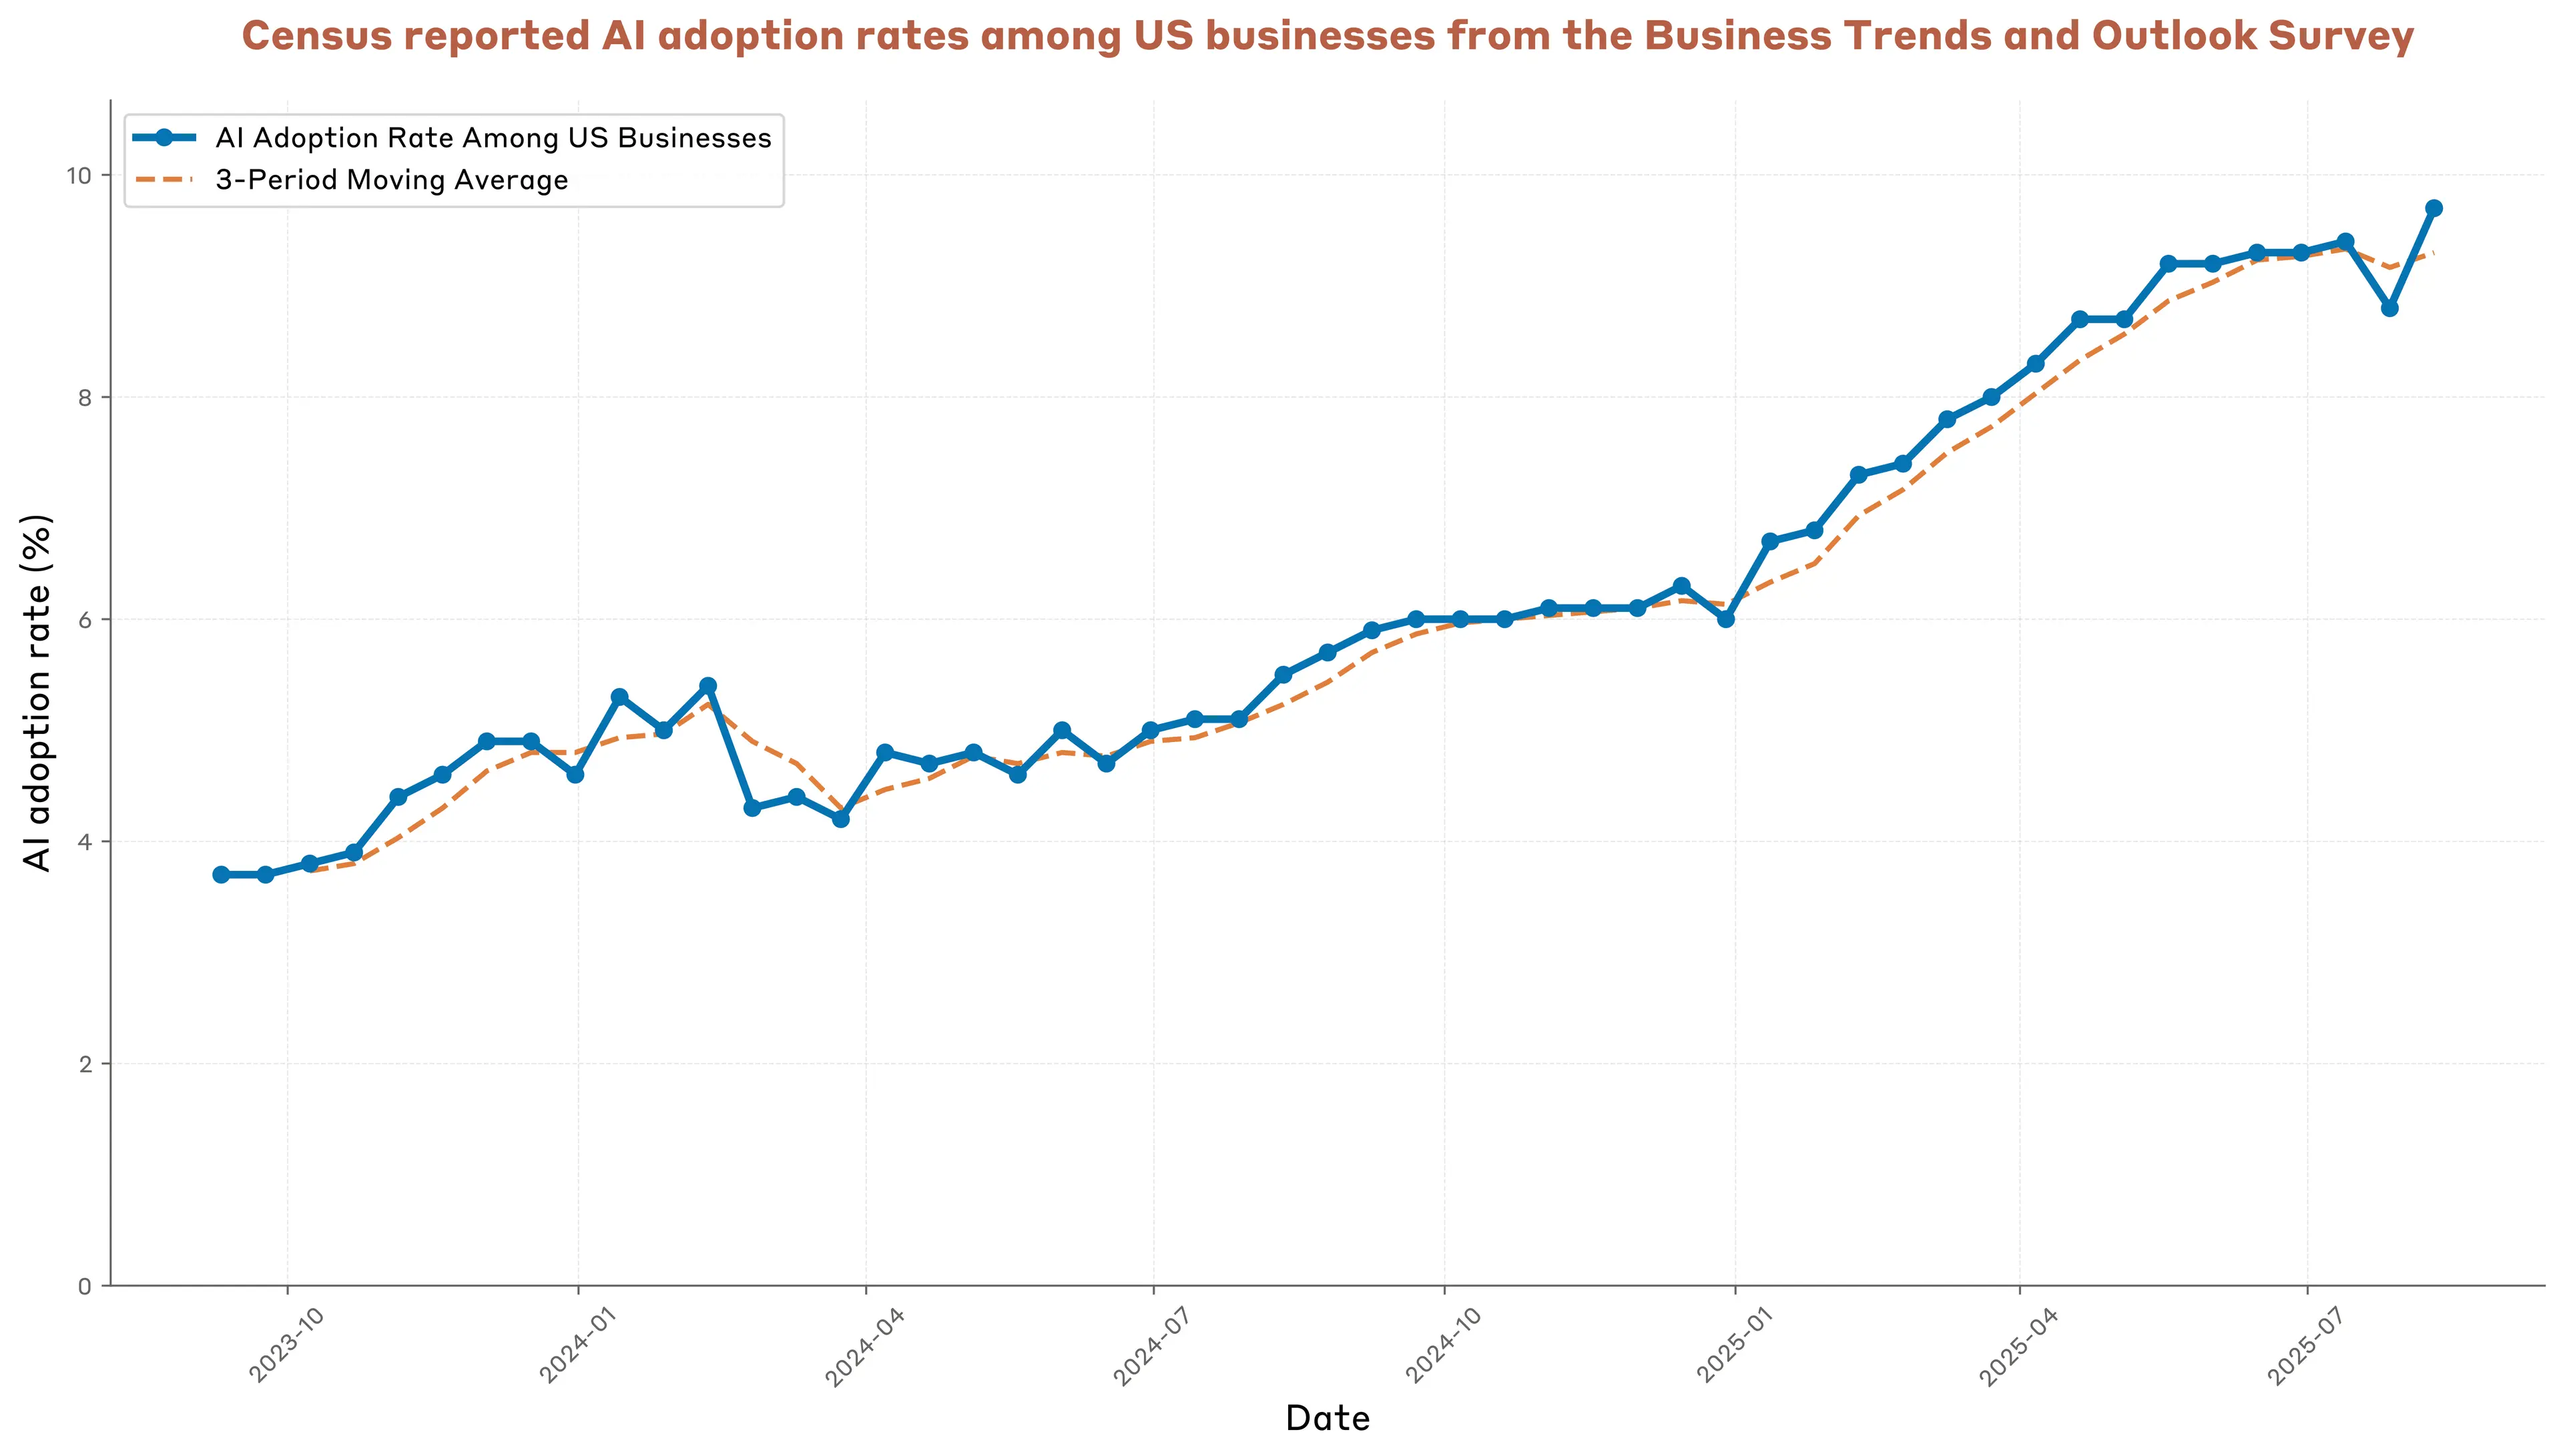 Census reported AI adoption rates among US businesses from the Business Trends and Outlook Survey
AI Adoption Rate Among US Businesses
3-Period Moving Average
AI adoption rate (%)
10
8
6
4
2
0
2023-10
2024-01
2024-04
2024-07
2024-10
2025-01
2025-04
2025-07
Date